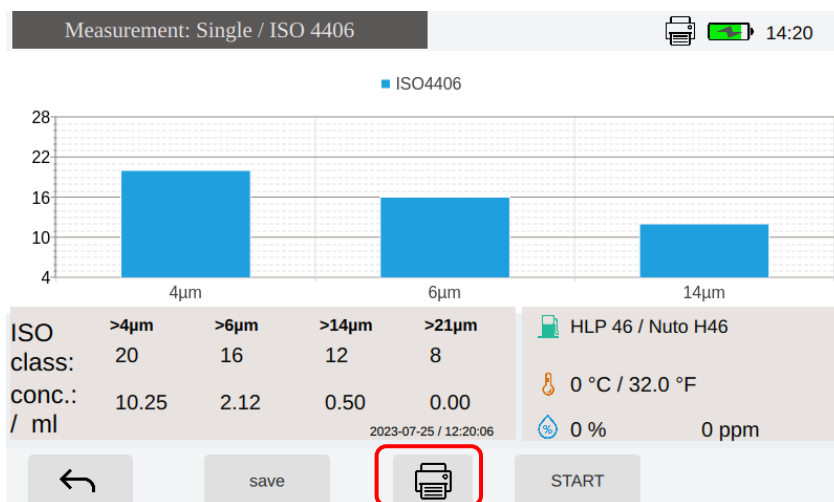 Measurement: Single / ISO 4406
14:20
ISO4406
28
22
16
10
4
4µm 6µm 14µm
ISO class: >4µm >6µm >14µm >21µm
20 16 12 8
conc.: / ml 10.25 2.12 0.50 0.00
2023-07-25 / 12:20:06
HLP 46 / Nuto H46
0 °C / 32.0 °F
% 0 % 0 ppm
save START